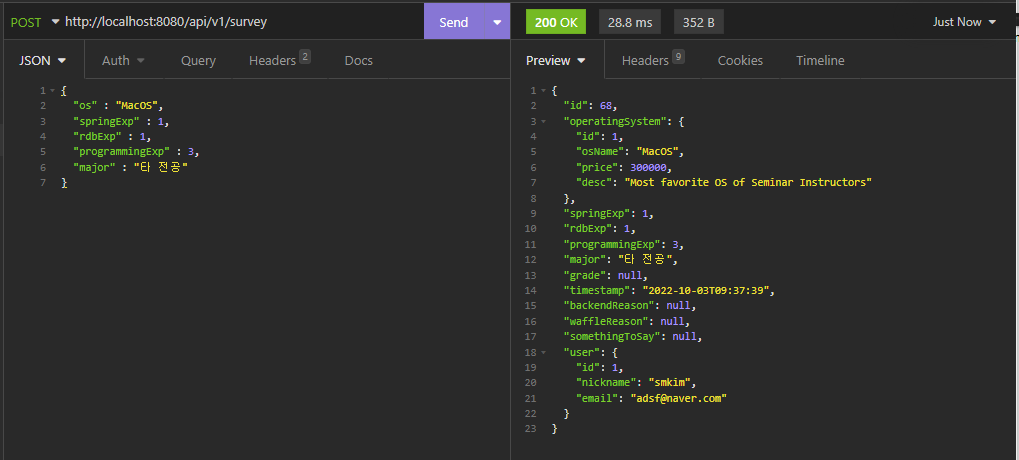 POST http://localhost:8080/api/v1/survey Send
JSON Auth Query Headers 2 Docs
1 {
2 "os" : "MacOS",
3 "springExp" : 1,
4 "rdbExp" : 1,
5 "programmingExp" : 3,
6 "major" : "타 전공"
7 }
200 OK 28.8 ms 352 B Just Now
Preview Headers 9 Cookies Timeline
1 {
2 "id": 68,
3 "operatingSystem": {
4 "id": 1,
5 "osName": "MacOS",
6 "price": 300000,
7 "desc": "Most favorite OS of Seminar Instructors"
8 },
9 "springExp": 1,
10 "rdbExp": 1,
11 "programmingExp": 3,
12 "major": "타 전공",
13 "grade": null,
14 "timestamp": "2022-10-03T09:37:39",
15 "backendReason": null,
16 "waffleReason": null,
17 "somethingToSay": null,
18 "user": {
19 "id": 1,
20 "nickname": "smkim",
21 "email": "adsf@naver.com"
22 }
23 }